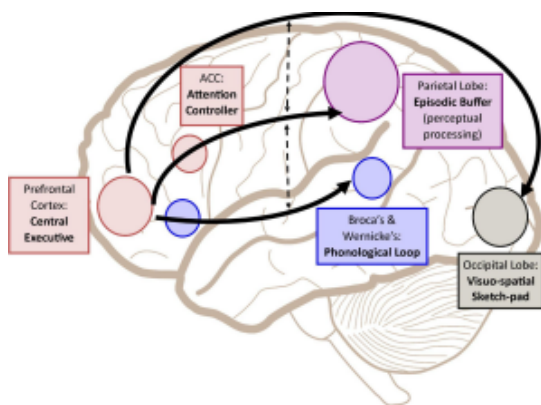 ACC:
Attention
Controller
Parietal Lobe:
Episodic Buffer
(perceptual
processing)
Prefrontal
Cortex:
Central
Executive
Broca's &
Wernicke's:
Phonological Loop
Occipital Lobe:
Visuo-spatial
Sketch-pad